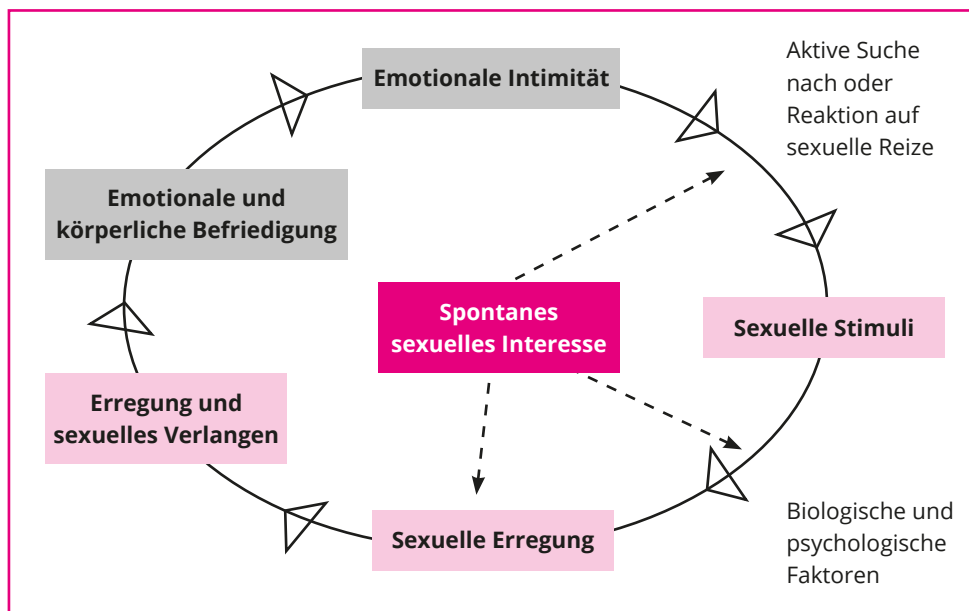 Emotionale Intimität
Aktive Suche
nach oder
Reaktion auf
sexuelle Reize
Emotionale und
körperliche Befriedigung
Spontanes
sexuelles Interesse
Sexuelle Stimuli
Erregung und
sexuelles Verlangen
Sexuelle Erregung
Biologische und
psychologische
Faktoren